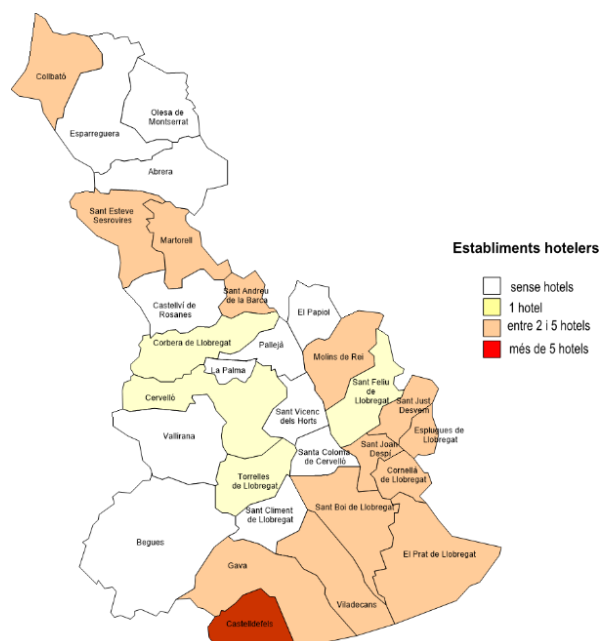 Collbató
Olesa de
Montserrat
Esparreguera
Abrera
Sant Esteve
Sesrovires
Martorell
Establiments hotelers
sense hotels
1 hotel
entre 2 i 5 hotels
més de 5 hotels
Sant Andreu
de la Barca
Castellví de
Rosanes
El Papiol
Corbera de Llobregat
Pallejà
Molins de Rei
La Palma
Sant Feliu
de Llobregat
Cervelló
Sant Just
Desvern
Sant Vicenc
dels Horts
Esplugues de
Llobregat
Vallirana
Sant Joan
Despí
Santa Coloma
de Cervelló
Cornellá
de Llobregat
Torrelles
de Llobregat
Sant Boi de Llobregat
Sant Climent
de Llobregat
Begues
El Prat de Llobregat
Gava
Viladecans
Castelldefels